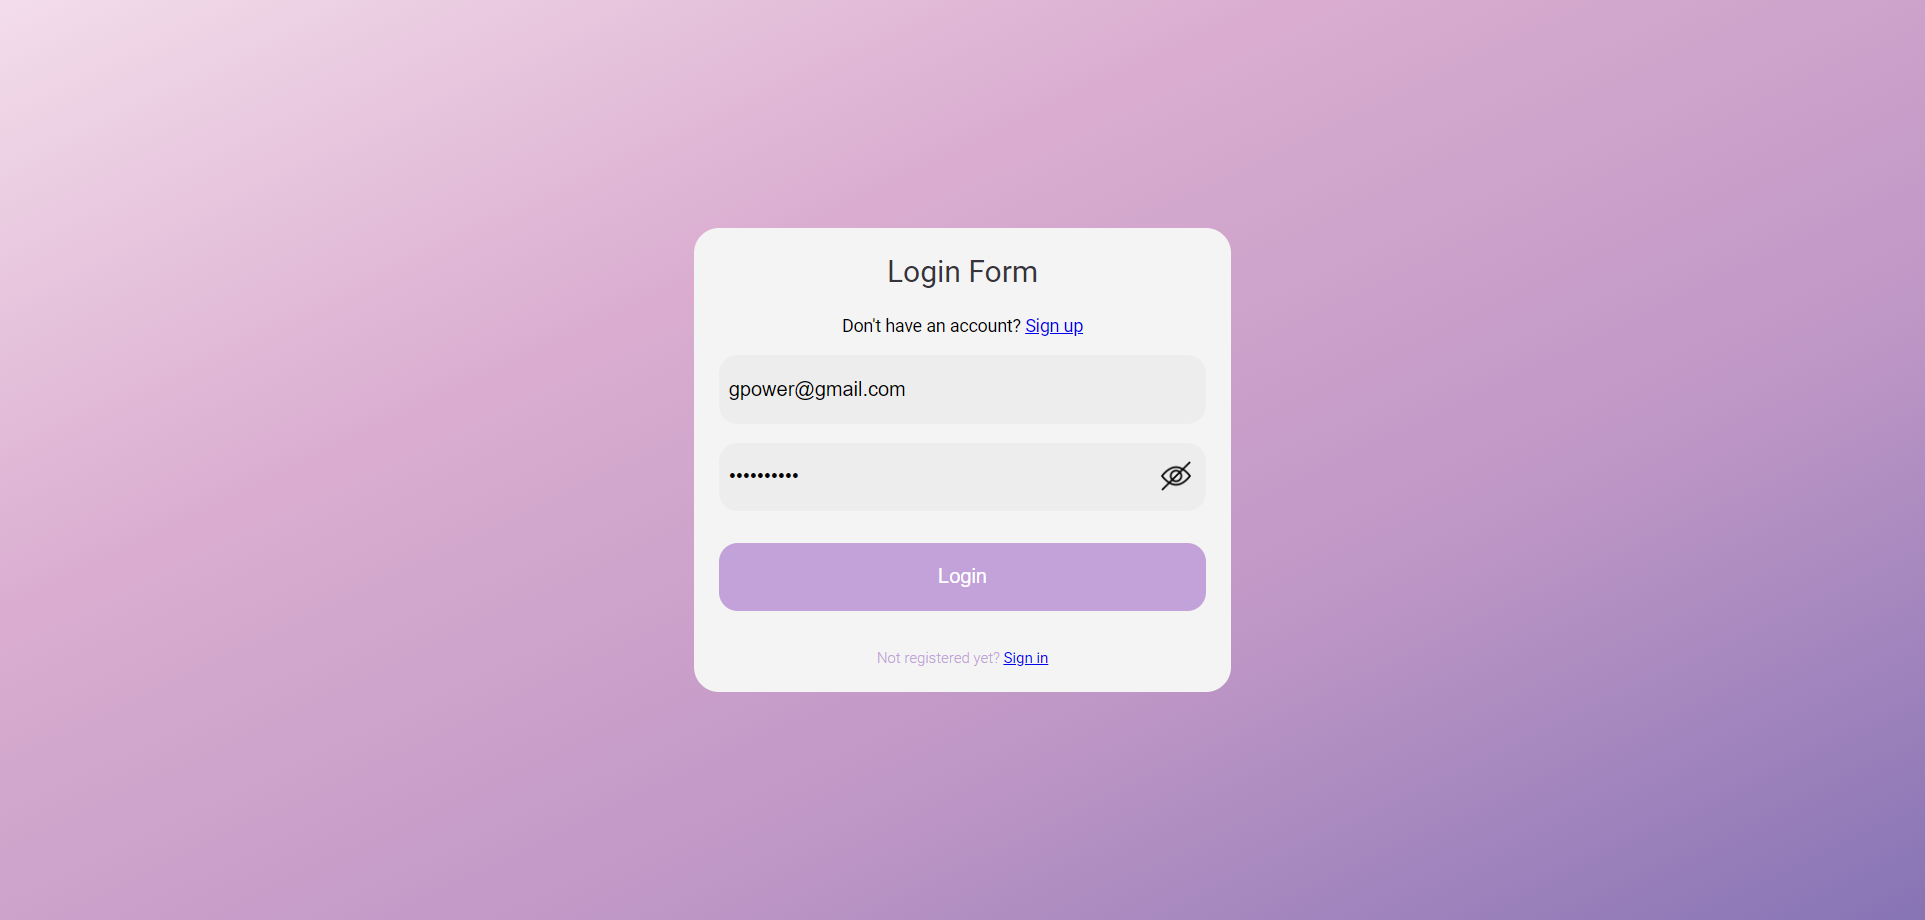 Login Form
Don't have an account? Sign up
gpower@gmail.com
••••••••••
Login
Not registered yet? Sign in